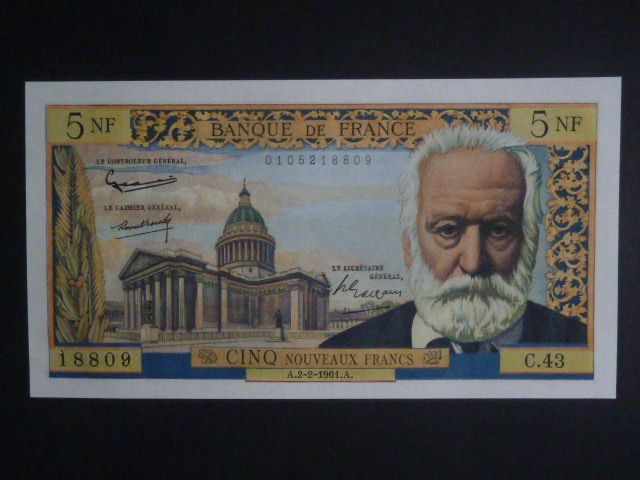 5 NF
BANQUE DE FRANCE
5 NF
0105218809
LE CONTROLEUR GÉNÉRAL,
LE CAISSIER GÉNÉRAL,
LE SECRÉTAIRE
GÉNÉRAL,
18809
CINQ NOUVEAUX FRANCS
C.43
A.2-2-1961.A.